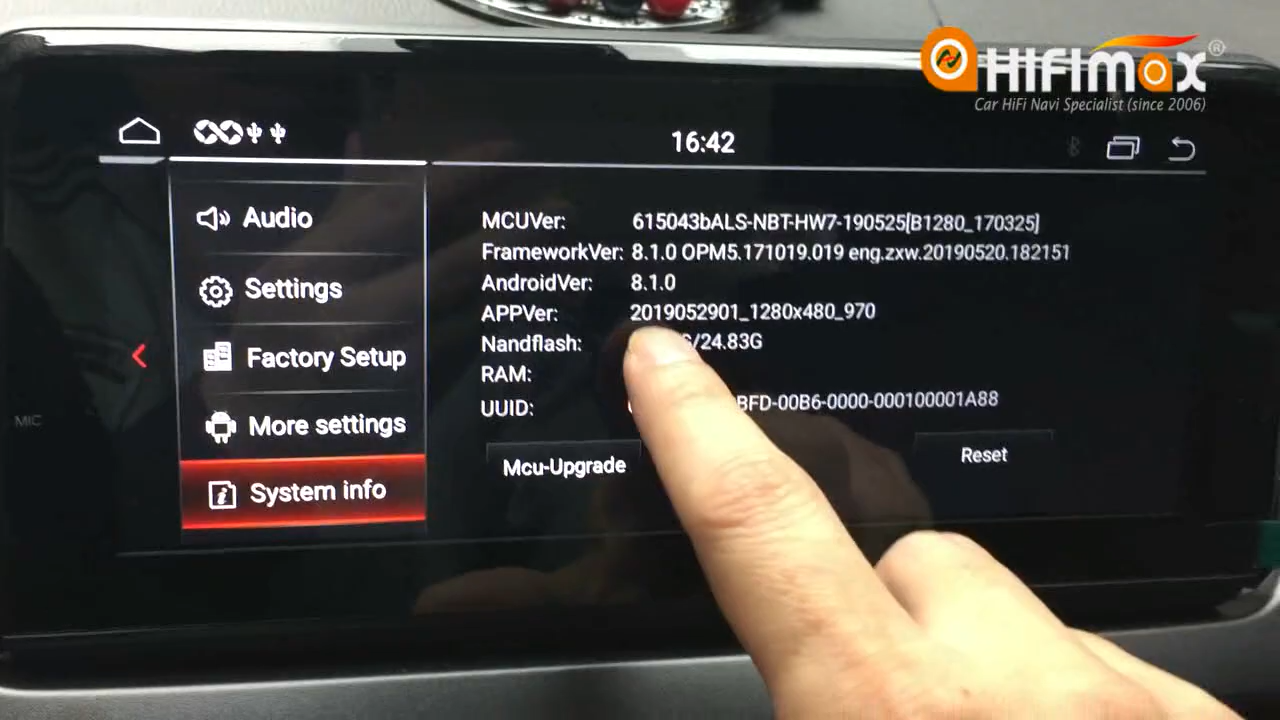 HIFIMAX®
Car HiFi Navi Specialist (since 2006)
16:42
Audio
Settings
Factory Setup
More settings
System info
MCUVer: 615043bALS-NBT-HW7-190525[B1280_170325]
FrameworkVer: 8.1.0 OPM5.171019.019 eng.zxw.20190520.182151
AndroidVer: 8.1.0
APPVer: 2019052901_1280x480_970
Nandflash: /24.83G
RAM:
UUID: BFD-00B6-0000-000100001A88
Mcu-Upgrade
Reset
MIC